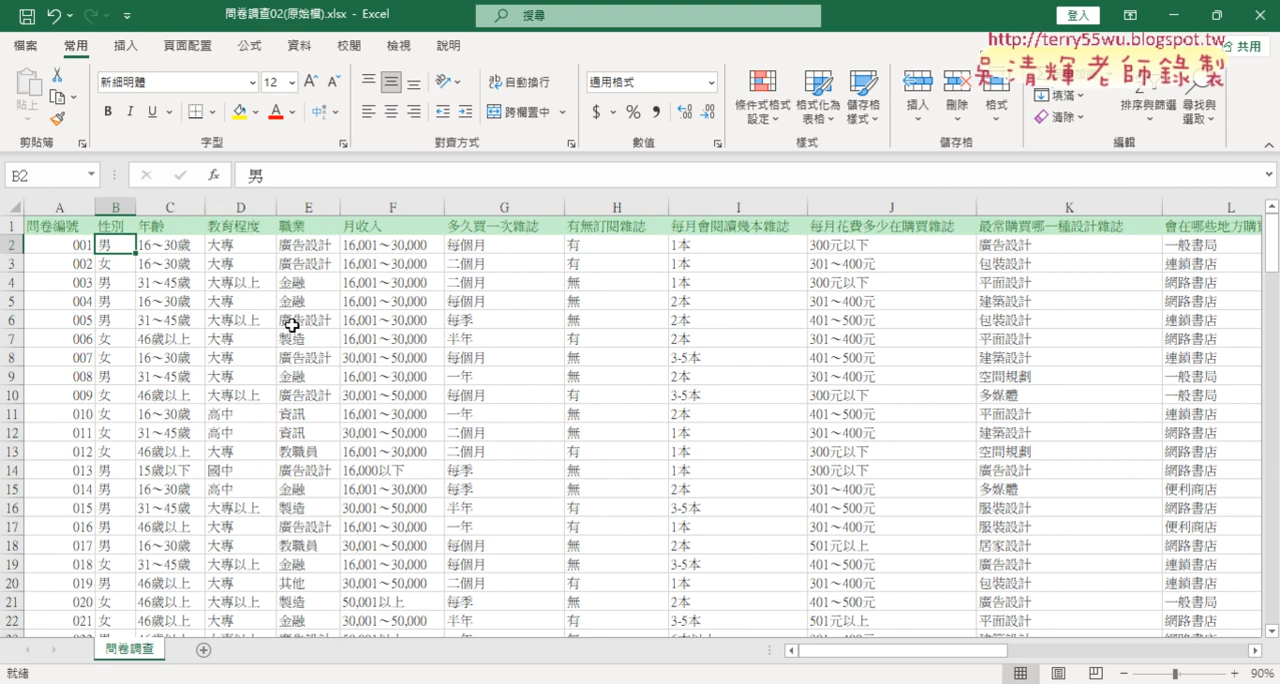 問卷調查02(原始檔).xlsx - Excel
搜尋
登入
檔案 常用 插入 頁面配置 公式 資料 校閱 檢視 說明
http://terry55wu.blogspot.tw
共用
吳清輝老師錄製
貼上
新細明體 12
自動換行
通用格式
條件式格式設定 格式化為表格 儲存格樣式
插入 刪除 格式
填滿
清除
排序與篩選 尋找與選取
跨欄置中
剪貼簿 字型 對齊方式 數值 樣式 儲存格 編輯
B2 fx 男
A B C D E F G H I J K L
1 問卷編號 性別 年齡 教育程度 職業 月收入 多久買一次雜誌 有無訂閱雜誌 每月會閱讀幾本雜誌 每月花費多少在購買雜誌 最常購買哪一種設計雜誌 會在哪些地方購
2 001 男 16～30歲 大專 廣告設計 16,001～30,000 每個月 有 1本 300元以下 包裝設計 一般書局
3 002 女 16～30歲 大專 廣告設計 16,001～30,000 二個月 有 1本 301～400元 包裝設計 連鎖書店
4 003 男 31～45歲 大專以上 金融 16,001～30,000 二個月 無 1本 300元以下 平面設計 網路書店
5 004 男 16～30歲 大專 金融 16,001～30,000 每個月 無 2本 301～400元 建築設計 網路書店
6 005 男 31～45歲 大專以上 廣告設計 16,001～30,000 每季 無 2本 401～500元 包裝設計 連鎖書店
7 006 女 46歲以上 大專 製造 16,001～30,000 半年 有 2本 301～400元 平面設計 網路書店
8 007 女 16～30歲 大專 廣告設計 30,001～50,000 每個月 無 3-5本 401～500元 建築設計 連鎖書店
9 008 男 31～45歲 大專 金融 16,001～30,000 一年 無 2本 301～400元 空間規劃 一般書局
10 009 女 46歲以上 大專 廣告設計 30,001～50,000 每個月 有 3-5本 300元以下 多媒體 一般書局
11 010 女 16～30歲 高中 資訊 16,001～30,000 一年 有 2本 401～500元 平面設計 連鎖書店
12 011 女 31～45歲 高中 資訊 30,001～50,000 二個月 無 2本 301～400元 建築設計 網路書店
13 012 女 46歲以上 大專 教職員 16,001～30,000 二個月 有 1本 300元以下 空間規劃 網路書店
14 013 男 15歲以下 國中 廣告設計 16,000以下 每季 無 1本 300元以下 廣告設計 網路書店
15 014 男 16～30歲 高中 金融 16,001～30,000 每季 無 2本 301～400元 多媒體 便利商店
16 015 男 31～45歲 大專 製造 30,001～50,000 半年 無 3-5本 401～500元 服裝設計 網路書店
17 016 男 46歲以上 大專 廣告設計 16,001～30,000 一年 有 1本 301～400元 服裝設計 便利商店
18 017 男 16～30歲 大專 教職員 30,001～50,000 每個月 無 2本 501元以上 居家設計 網路書店
19 018 女 31～45歲 大專 金融 16,001～30,000 每個月 有 3-5本 401～500元 廣告設計 連鎖書店
20 019 男 46歲以上 大專 其他 30,001～50,000 二個月 有 1本 301～400元 包裝設計 連鎖書店
21 020 女 46歲以上 大專以上 製造 50,001以上 每季 無 2本 401～500元 廣告設計 一般書局
22 021 女 46歲以上 大專 金融 30,001～50,000 半年 有 3-5本 501元以上 平面設計 網路書店
問卷調查
就緒 90%